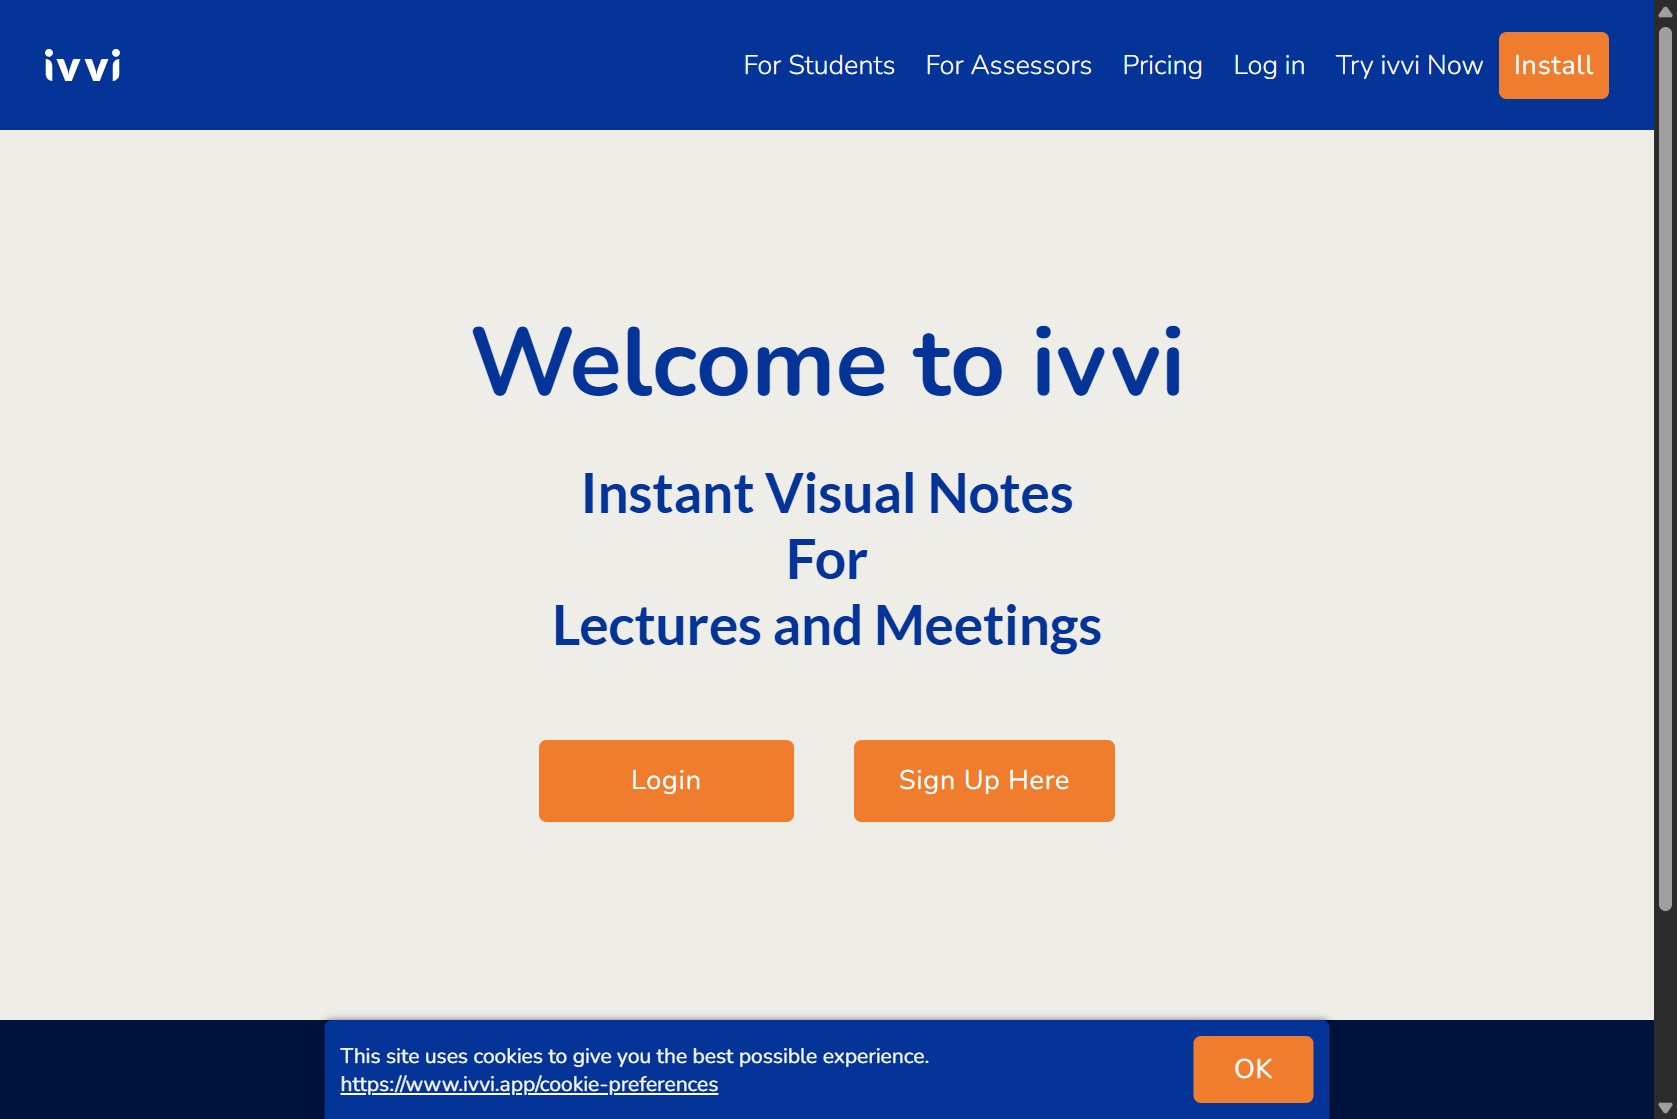 ivvi
For Students
For Assessors
Pricing
Log in
Try ivvi Now
Install
Welcome to ivvi
Instant Visual Notes
For
Lectures and Meetings
Login
Sign Up Here
This site uses cookies to give you the best possible experience.
https://www.ivvi.app/cookie-preferences
OK